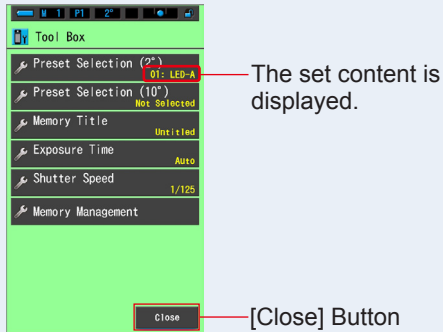 M 1 P1 2°
Tool Box
Preset Selection (2°)
01: LED-A
Preset Selection (10°)
Not Selected
Memory Title
Untitled
Exposure Time
Auto
Shutter Speed
1/125
Memory Management
Close
The set content is
displayed.
[Close] Button